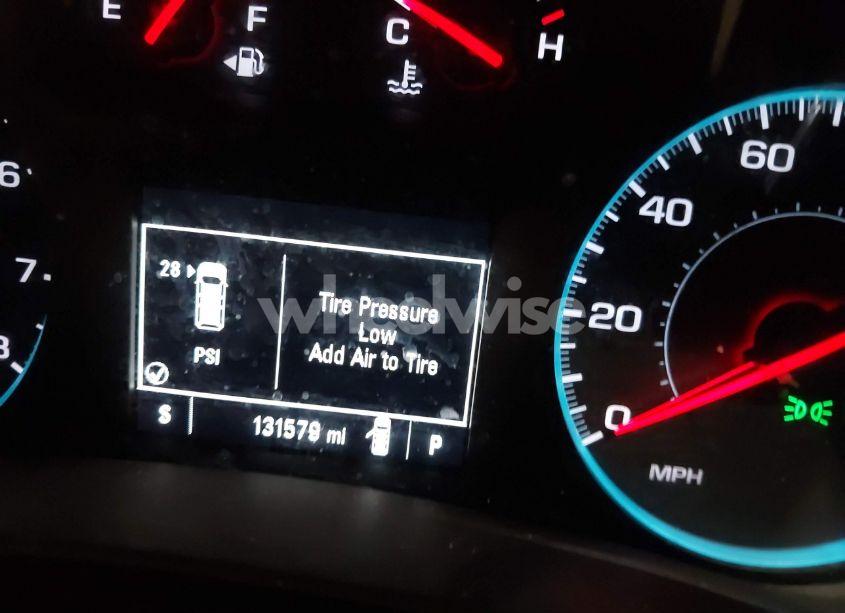 E F
C H
6
7
8
28
PSI
Tire Pressure
Low
Add Air to Tire
S 131579 mi P
60
40
20
0
MPH
wheelwise